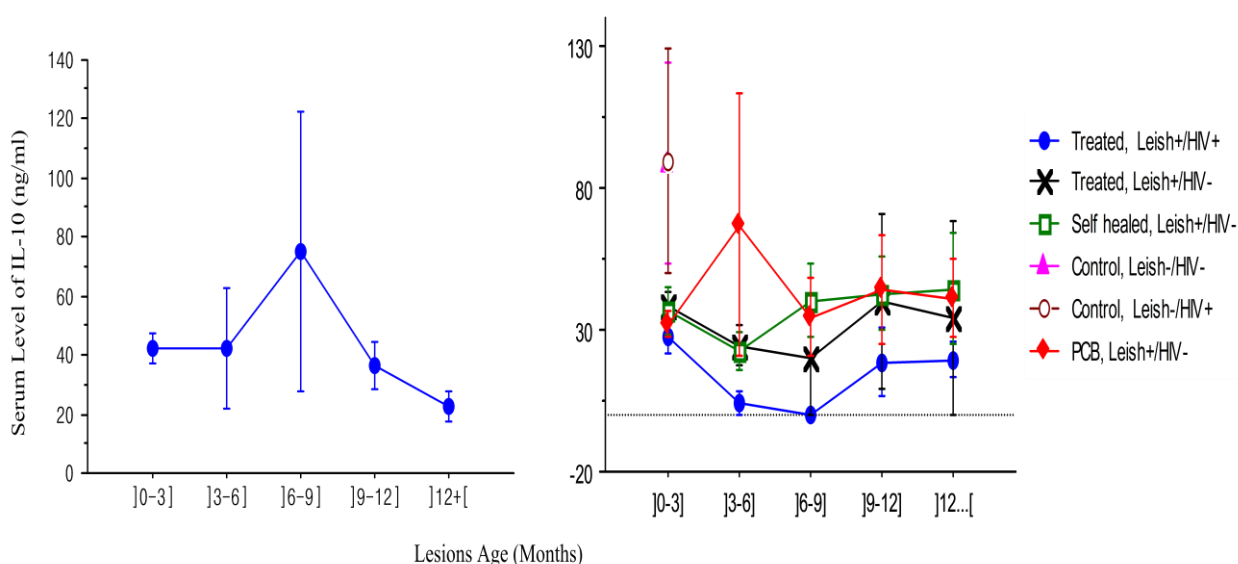 Serum Level of IL-10 (ng/ml)
140
120
100
80
60
40
20
0
]0-3]
]3-6]
]6-9]
]9-12]
]12+[
130
80
30
-20
]0-3]
]3-6]
]6-9]
]9-12]
]12...[
Treated, Leish+/HIV+
Treated, Leish+/HIV-
Self healed, Leish+/HIV-
Control, Leish-/HIV-
Control, Leish-/HIV+
PCB, Leish+/HIV-
Lesions Age (Months)